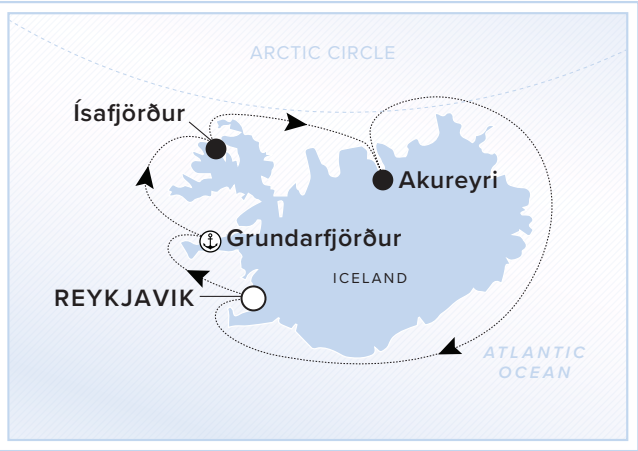 ARCTIC CIRCLE
Ísafjörður
Akureyri
Grundarfjörður
ICELAND
REYKJAVIK
ATLANTIC
OCEAN